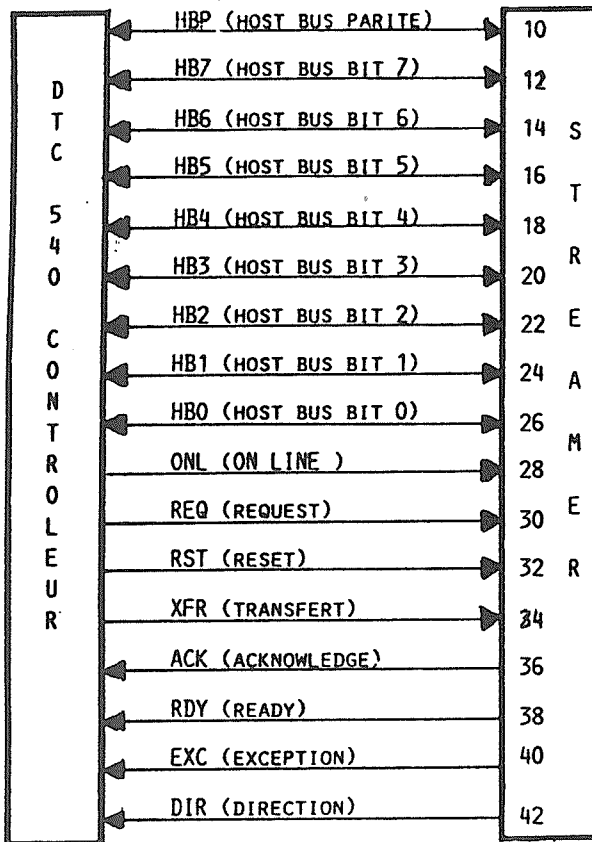 DTC 540 CONTROLEUR
HBP (HOST BUS PARITE) 10
HB7 (HOST BUS BIT 7) 12
HB6 (HOST BUS BIT 6) 14
HB5 (HOST BUS BIT 5) 16
HB4 (HOST BUS BIT 4) 18
HB3 (HOST BUS BIT 3) 20
HB2 (HOST BUS BIT 2) 22
HB1 (HOST BUS BIT 1) 24
HB0 (HOST BUS BIT 0) 26
ONL (ON LINE ) 28
REQ (REQUEST) 30
RST (RESET) 32
XFR (TRANSFERT) 34
ACK (ACKNOWLEDGE) 36
RDY (READY) 38
EXC (EXCEPTION) 40
DIR (DIRECTION) 42
STREAMER